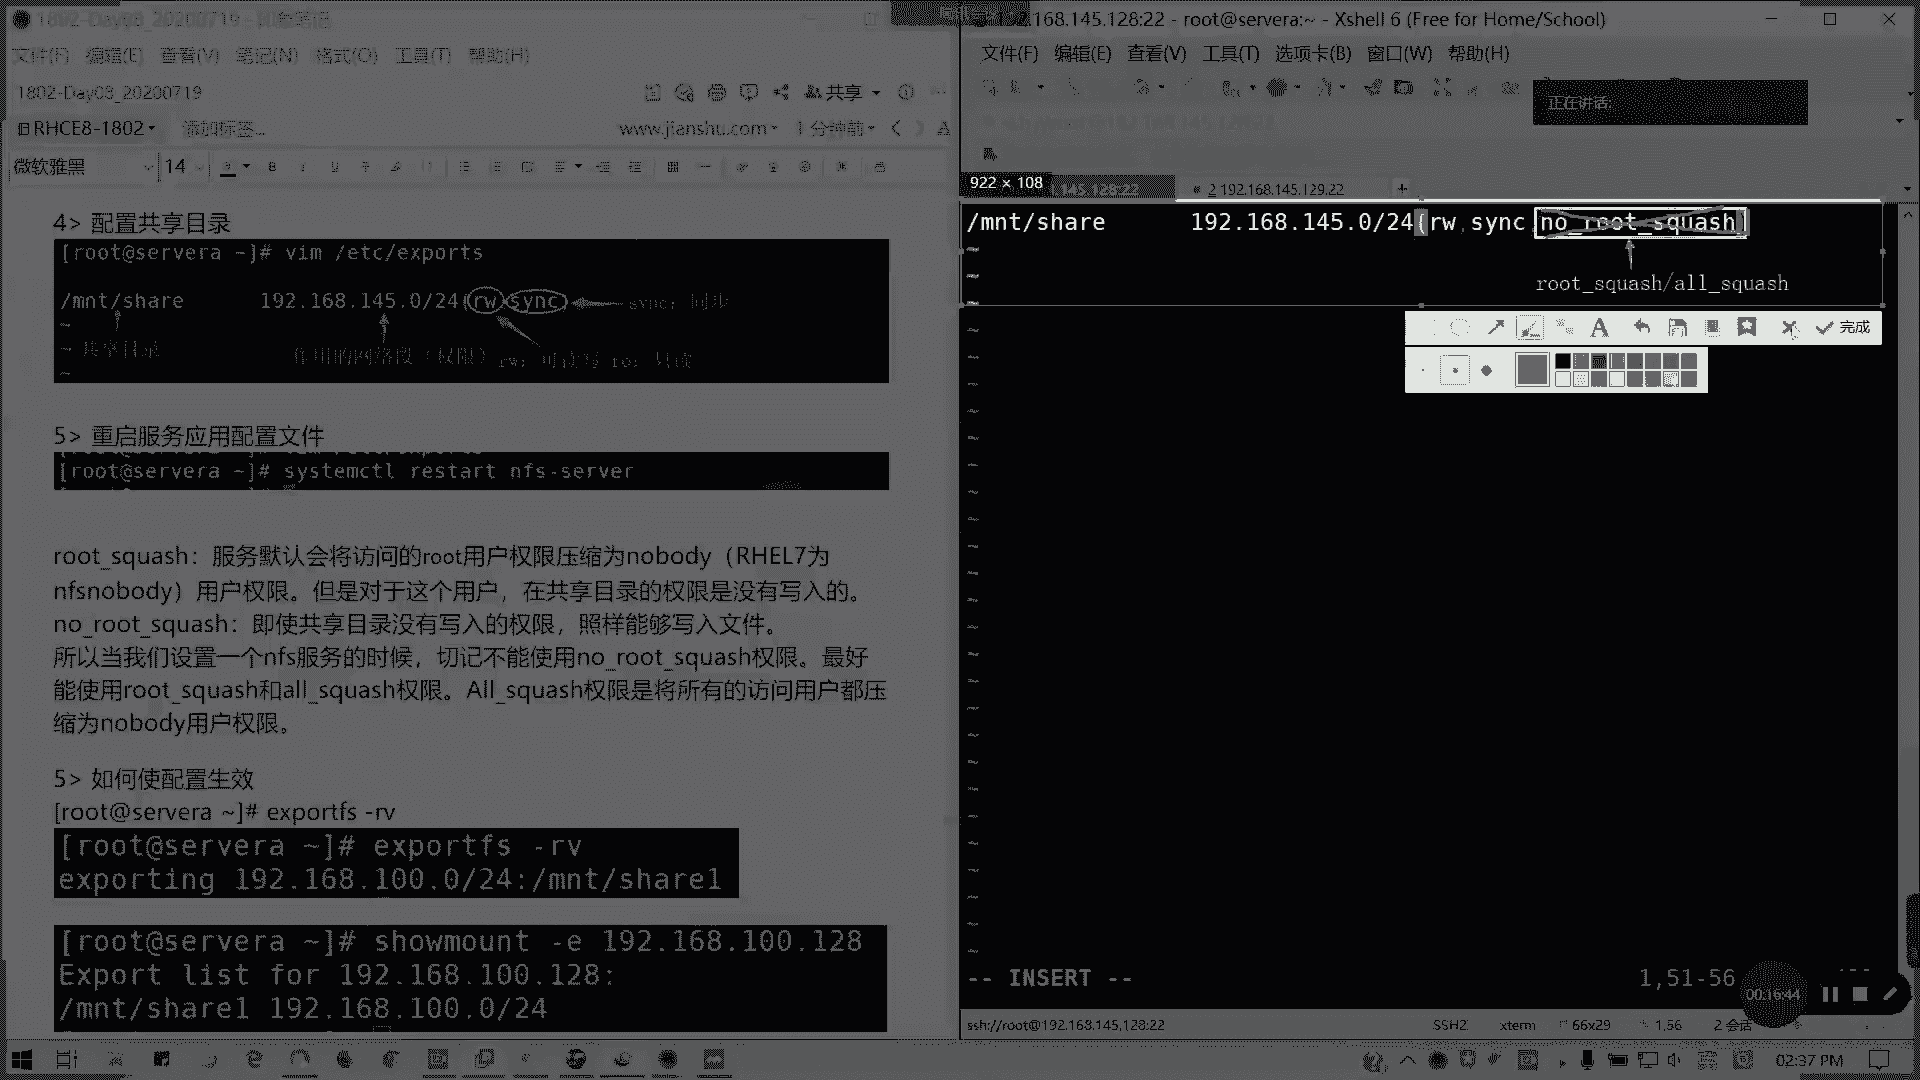 1802-Day03_20200719
192.168.145.128:22 - root@servera:~ - Xshell 6 (Free for Home/School)
文件(F) 编辑(E) 查看(V) 笔记(N) 格式(O) 工具(T) 帮助(H)
文件(F) 编辑(E) 查看(V) 工具(T) 选项卡(B) 窗口(W) 帮助(H)
1802-Day03_20200719
共享
正在讲话:
RHCE8-1802 添加标签...
www.jianshu.com 1 分钟前
微软雅黑 14
922 × 108
145.128:22
2 192.168.145.129.22
+
4> 配置共享目录
[root@servera ~]# vim /etc/exports
/mnt/share 192.168.145.0/24(rw,sync)
sync: 同步
共享目录
作用的网络段（权限）
rw: 可读写 ro: 只读
5> 重启服务应用配置文件
[root@servera ~]# systemctl restart nfs-server
root_squash：服务默认会将访问的root用户权限压缩为nobody（RHEL7为
nfsnobody）用户权限。但是对于这个用户，在共享目录的权限是没有写入的。
no_root_squash：即使共享目录没有写入的权限，照样能够写入文件。
所以当我们设置一个nfs服务的时候，切记不能使用no_root_squash权限。最好
能使用root_squash和all_squash权限。All_squash权限是将所有的访问用户都压
缩为nobody用户权限。
5> 如何使配置生效
[root@servera ~]# exportfs -rv
[root@servera ~]# exportfs -rv
exporting 192.168.100.0/24:/mnt/share1
[root@servera ~]# showmount -e 192.168.100.128
Export list for 192.168.100.128:
/mnt/share1 192.168.100.0/24
/mnt/share 192.168.145.0/24(rw,sync,no_root_squash)
root_squash/all_squash
A
完成
-- INSERT --
1,51-56
00:16:44
ssh://root@192.168.145.128:22
SSH2
xterm
66x29
1,56
2 会话
02:37 PM